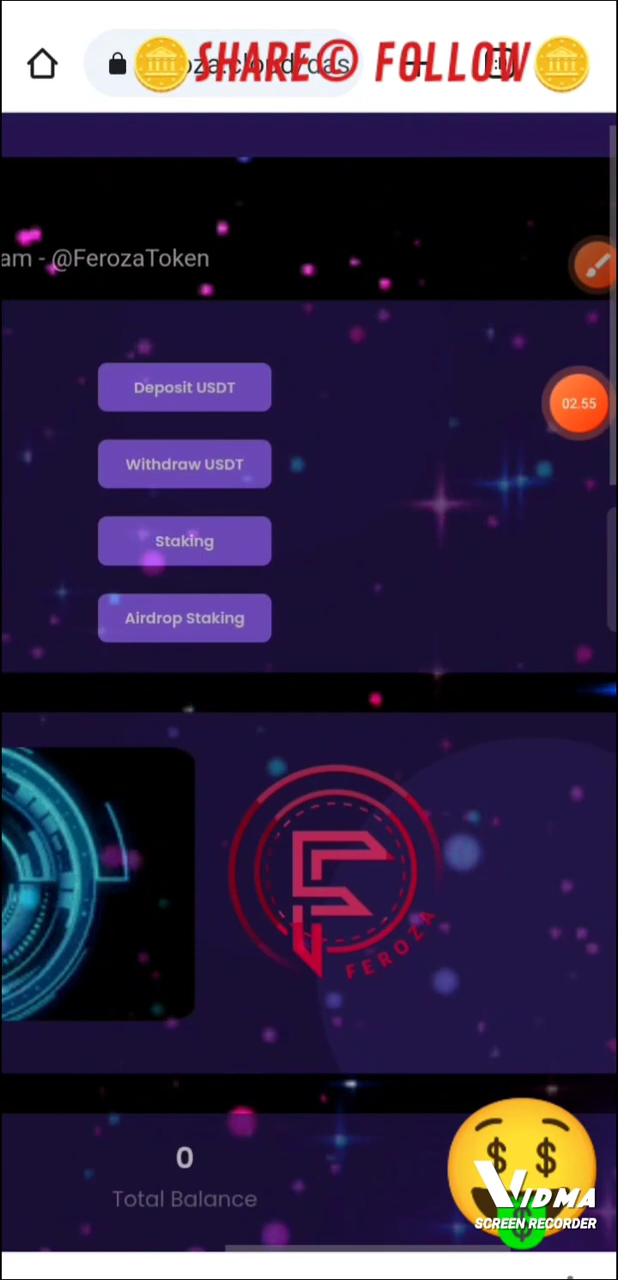 SHARE© FOLLOW
am - @FerozaToken
Deposit USDT
02.55
Withdraw USDT
Staking
Airdrop Staking
FEROZA
0
Total Balance
VIDMA
SCREEN RECORDER